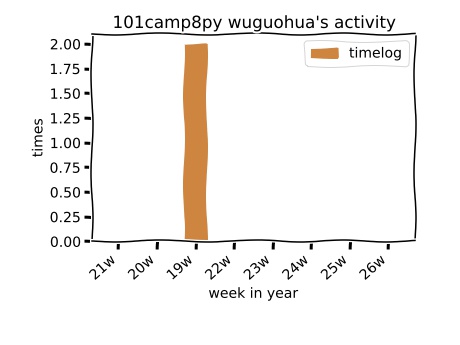 101camp8py wuguohua's activity
timelog
times
2.00
1.75
1.50
1.25
1.00
0.75
0.50
0.25
0.00
21w 20w 19w 22w 23w 24w 25w 26w
week in year